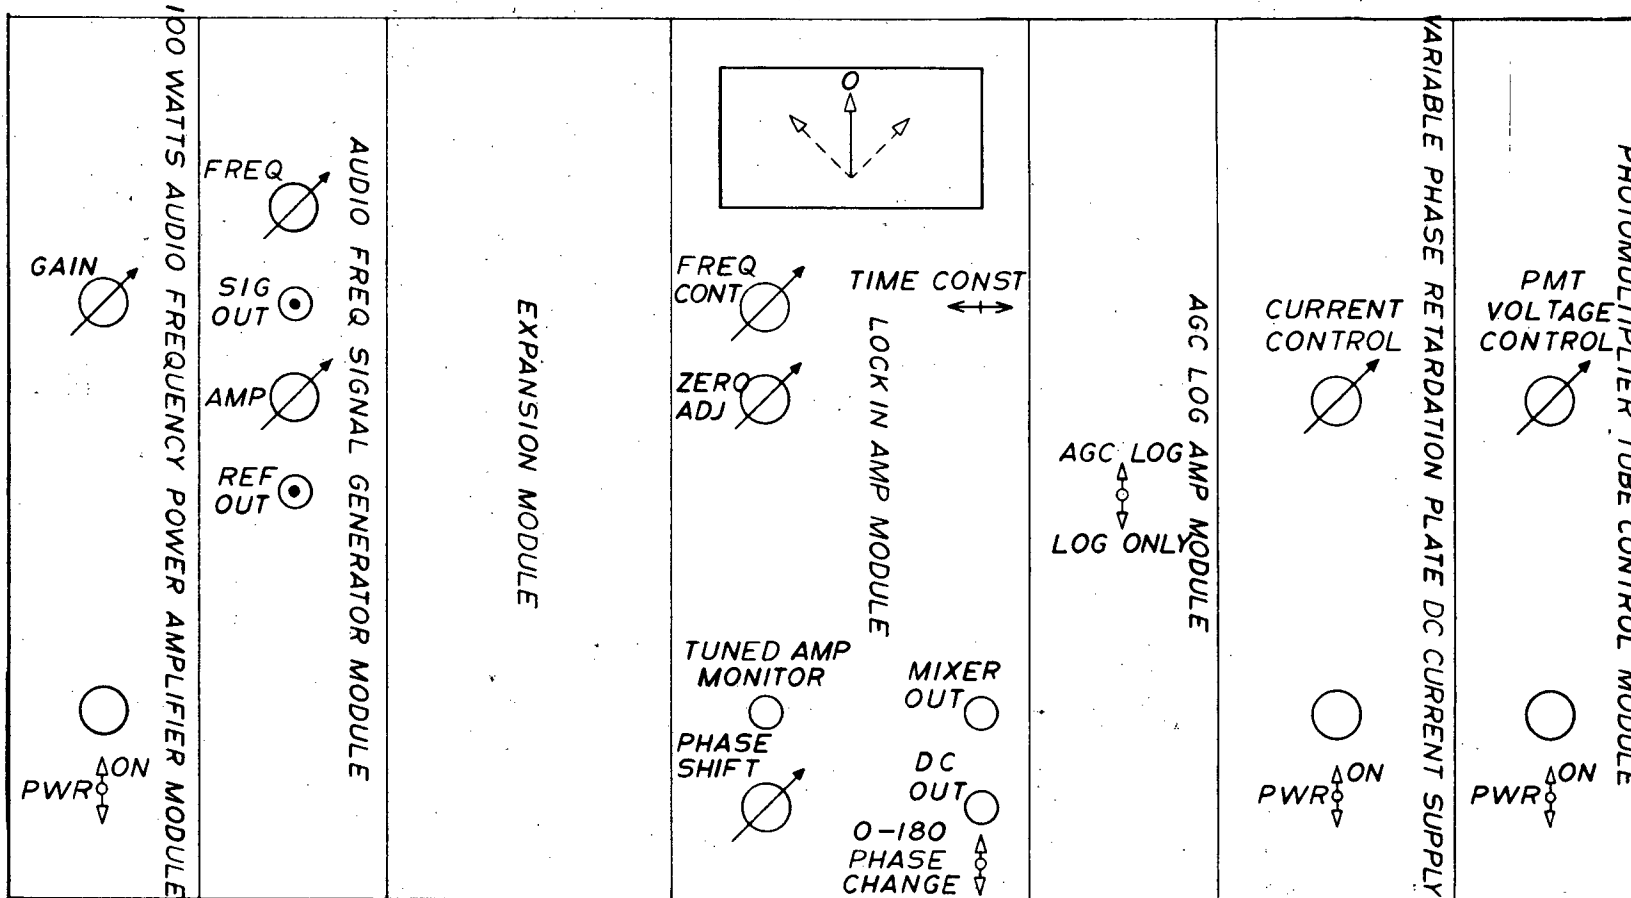 100 WATTS AUDIO FREQUENCY POWER AMPLIFIER MODULE
GAIN
PWR
ON
AUDIO FREQ SIGNAL GENERATOR MODULE
FREQ
SIG
OUT
AMP
REF
OUT
EXPANSION MODULE
LOCK IN AMP MODULE
0
FREQ
CONT
TIME CONST
ZERO
ADJ
TUNED AMP
MONITOR
MIXER
OUT
PHASE
SHIFT
DC
OUT
0-180
PHASE
CHANGE
AGC LOG AMP MODULE
AGC LOG
LOG ONLY
VARIABLE PHASE RETARDATION PLATE DC CURRENT SUPPLY
CURRENT
CONTROL
PWR
ON
PHOTOMULTIPLIER TUBE CONTROL MODULE
PMT
VOLTAGE
CONTROL
PWR
ON